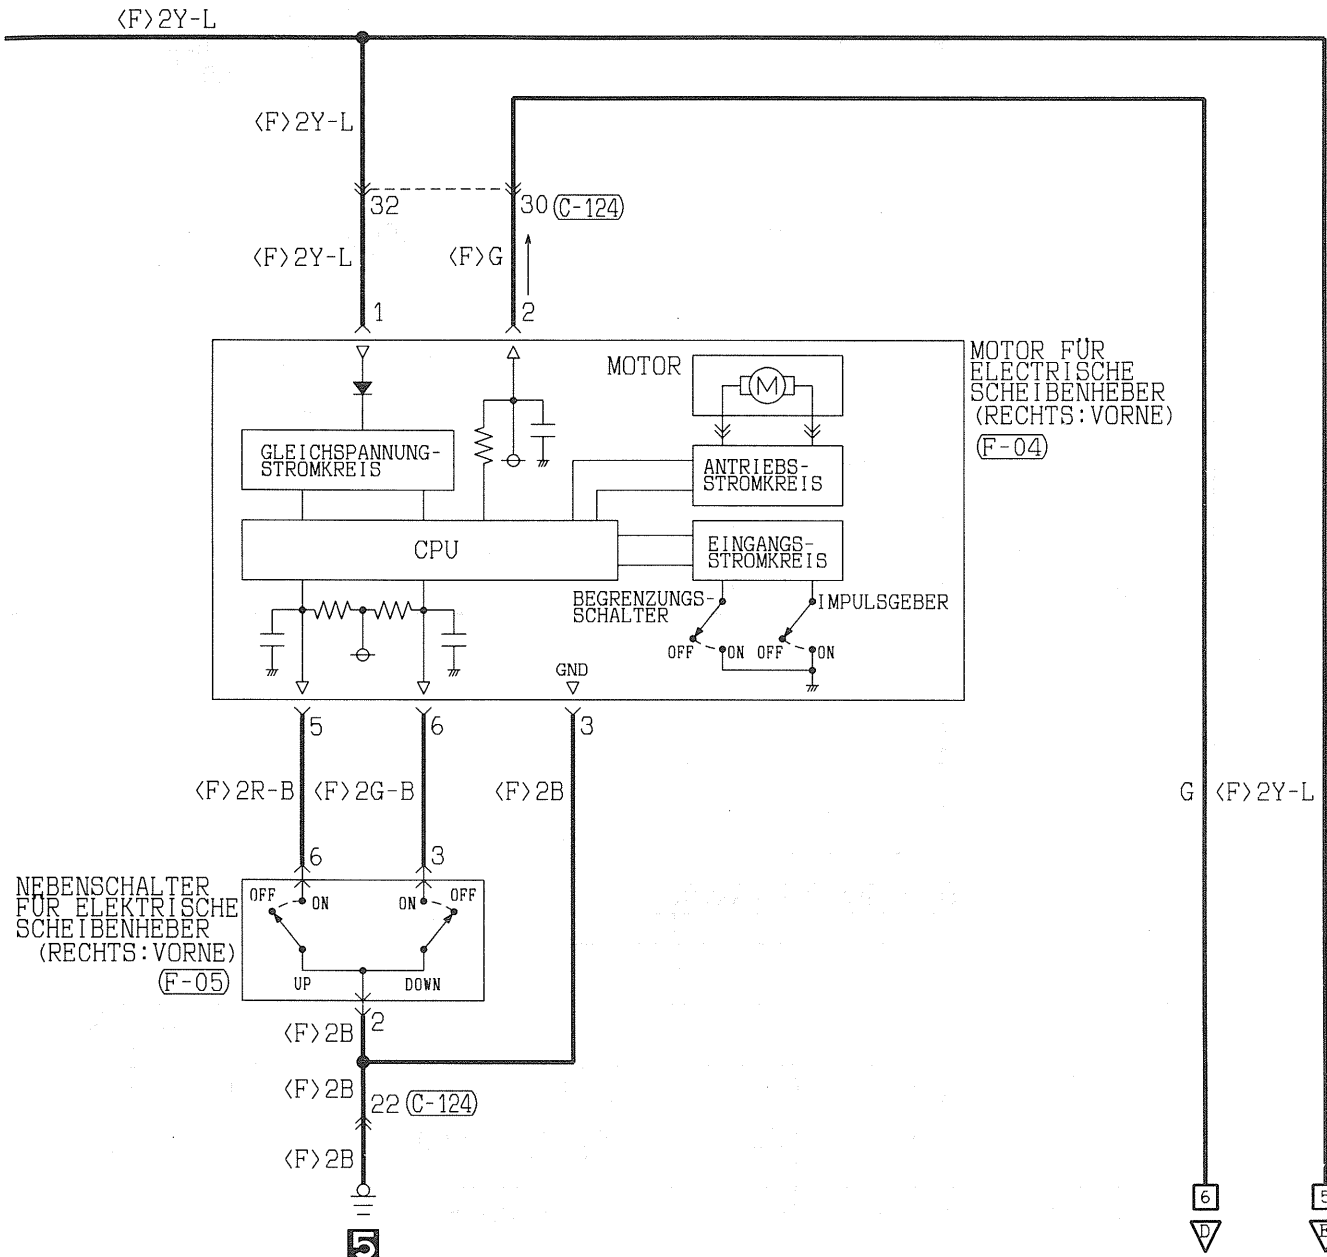 <F>2Y-L
<F>2Y-L
32
30 (C-124)
<F>2Y-L
<F>G
1
2
MOTOR
M
MOTOR FÜR
ELECTRISCHE
SCHEIBENHEBER
(RECHTS:VORNE)
(F-04)
GLEICHSPANNUNG-
STROMKREIS
ANTRIEBS-
STROMKREIS
CPU
EINGANGS-
STROMKREIS
BEGRENZUNGS-
SCHALTER
IMPULSGEBER
OFF
ON
OFF
ON
GND
5
6
3
<F>2R-B
<F>2G-B
<F>2B
G
<F>2Y-L
6
3
NEBENSCHALTER
FÜR ELEKTRISCHE
SCHEIBENHEBER
(RECHTS:VORNE)
(F-05)
OFF
ON
ON
OFF
UP
DOWN
2
<F>2B
<F>2B
22 (C-124)
<F>2B
5
6
D
5
E